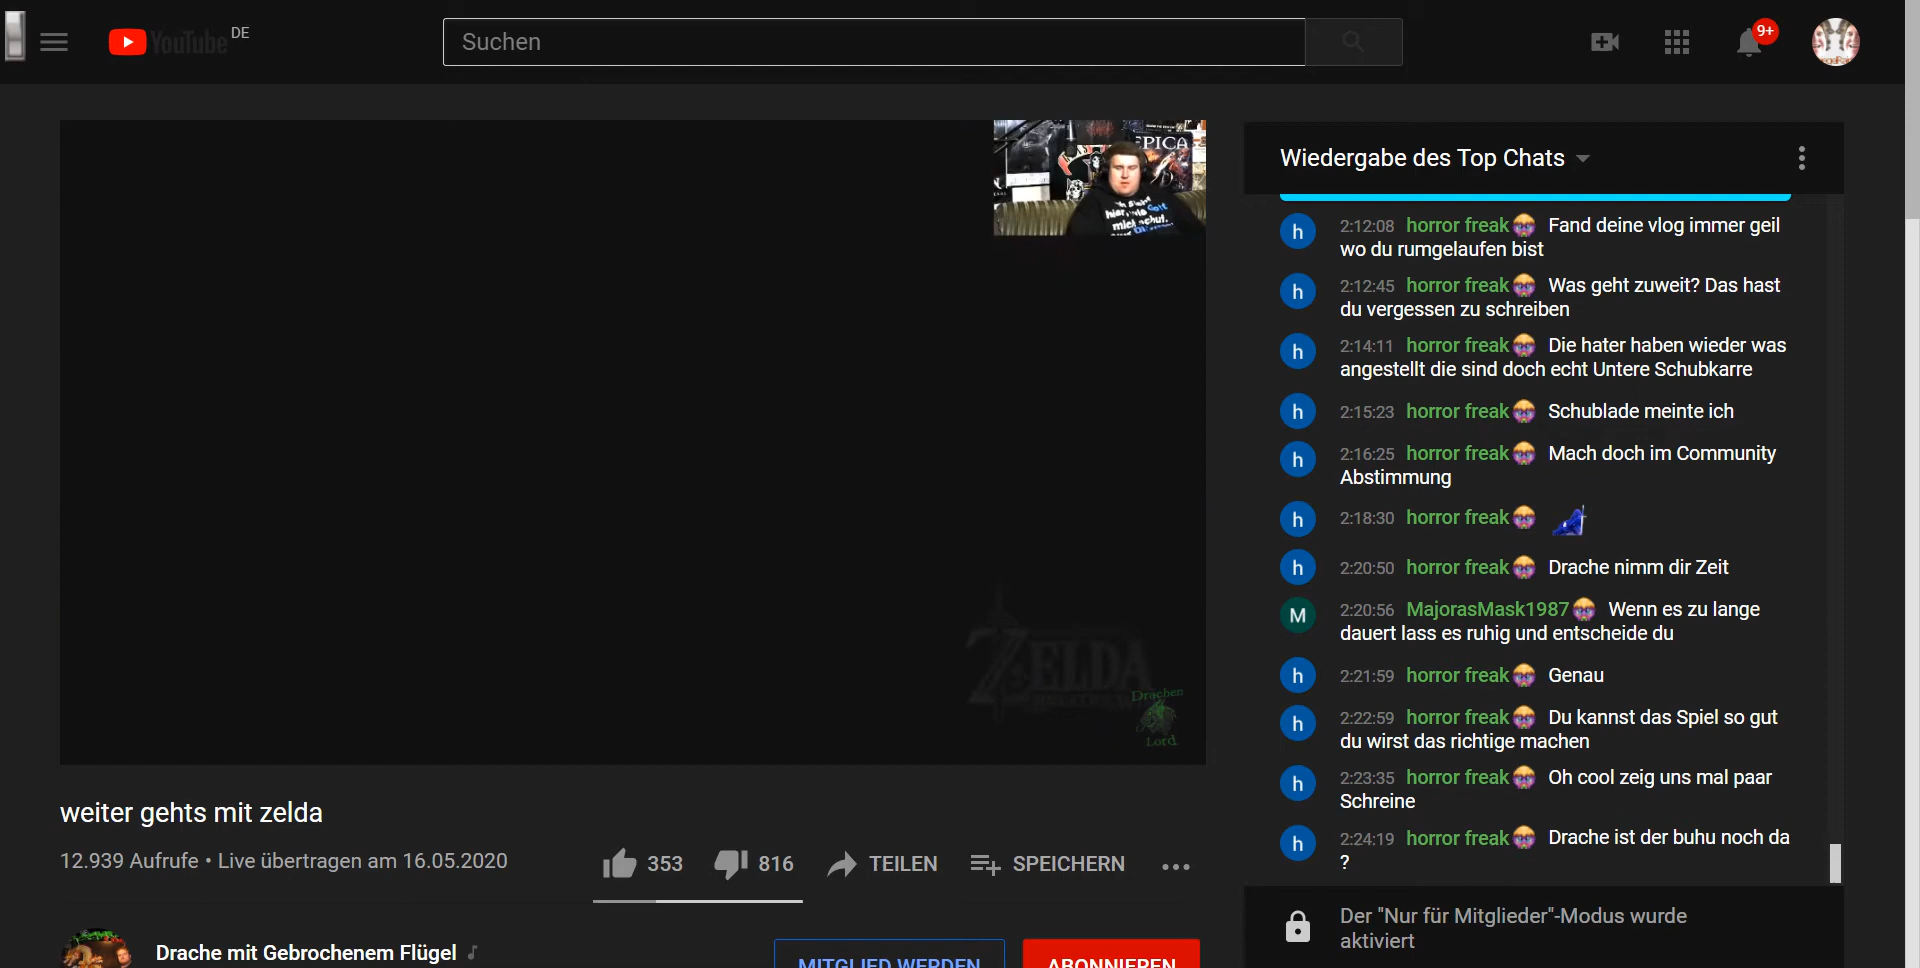 YouTube DE
Suchen
9+
EPICA
hier wie Gott
ZELDA
Drachen
Lord
weiter gehts mit zelda
12.939 Aufrufe • Live übertragen am 16.05.2020
353
816
TEILEN
SPEICHERN
Drache mit Gebrochenem Flügel
MITGLIED WERDEN
ABONNIEREN
Wiedergabe des Top Chats
h
2:12:08 horror freak Fand deine vlog immer geil
wo du rumgelaufen bist
h
2:12:45 horror freak Was geht zuweit? Das hast
du vergessen zu schreiben
h
2:14:11 horror freak Die hater haben wieder was
angestellt die sind doch echt Untere Schubkarre
h
2:15:23 horror freak Schublade meinte ich
h
2:16:25 horror freak Mach doch im Community
Abstimmung
h
2:18:30 horror freak
h
2:20:50 horror freak Drache nimm dir Zeit
M
2:20:56 MajorasMask1987 Wenn es zu lange
dauert lass es ruhig und entscheide du
h
2:21:59 horror freak Genau
h
2:22:59 horror freak Du kannst das Spiel so gut
du wirst das richtige machen
h
2:23:35 horror freak Oh cool zeig uns mal paar
Schreine
h
2:24:19 horror freak Drache ist der buhu noch da
?
Der "Nur für Mitglieder"-Modus wurde
aktiviert